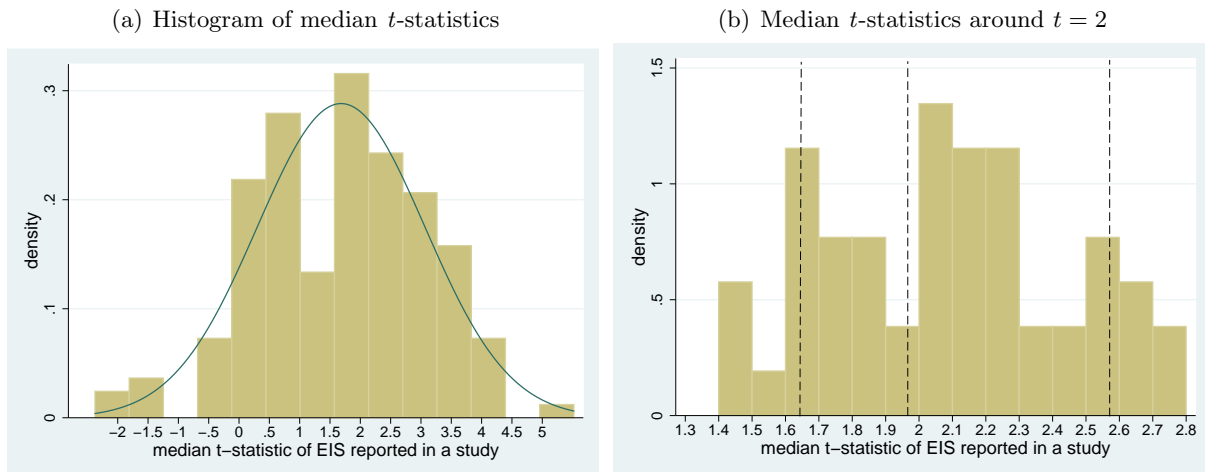 (a) Histogram of median t-statistics
.3
.2
.1
0
density
−2 −1.5 −1 −.5 0 .5 1 1.5 2 2.5 3 3.5 4 4.5 5
median t−statistic of EIS reported in a study
(b) Median t-statistics around t = 2
1.5
1
.5
0
density
1.3 1.4 1.5 1.6 1.7 1.8 1.9 2 2.1 2.2 2.3 2.4 2.5 2.6 2.7 2.8
median t−statistic of EIS reported in a study